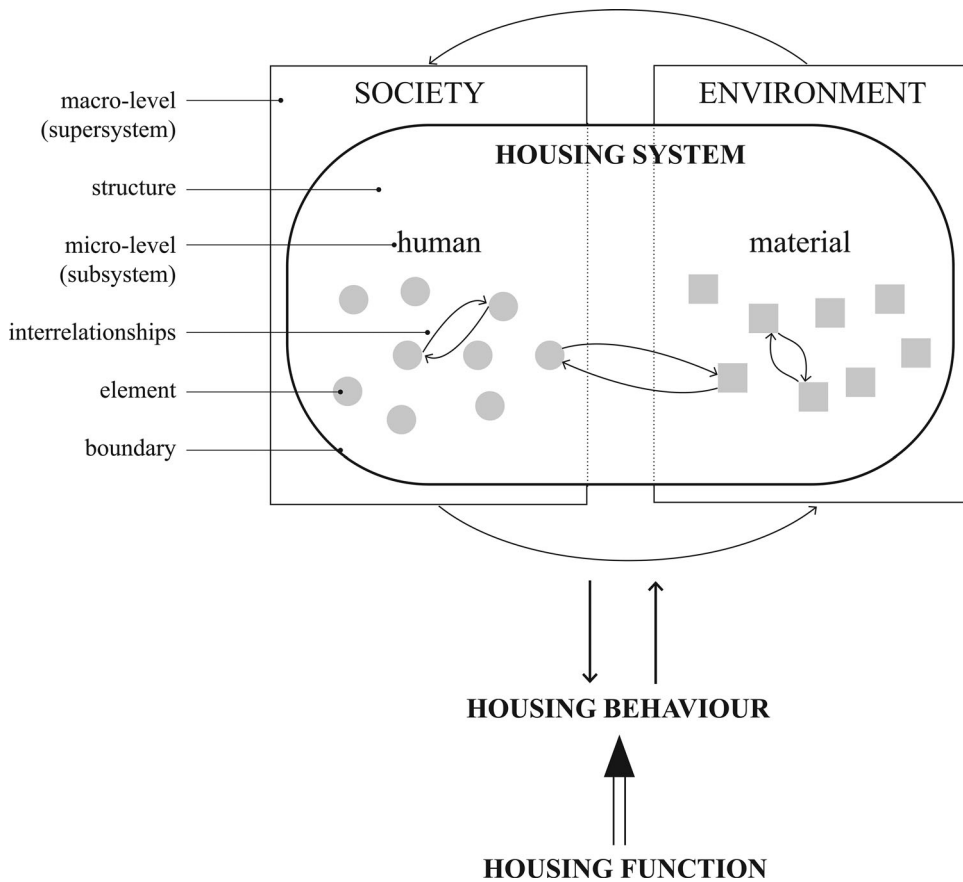 SOCIETY
ENVIRONMENT
macro-level
(supersystem)
HOUSING SYSTEM
structure
micro-level
(subsystem)
human
material
interrelationships
element
boundary
HOUSING BEHAVIOUR
HOUSING FUNCTION